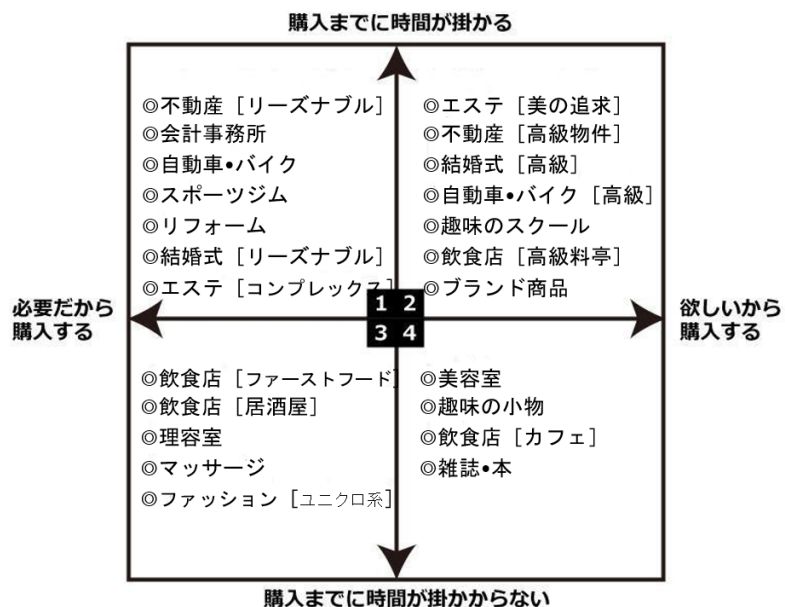 購入までに時間が掛かる
◎不動産［リーズナブル］
◎会計事務所
◎自動車•バイク
◎スポーツジム
◎リフォーム
◎結婚式［リーズナブル］
◎エステ［コンプレックス］
◎エステ［美の追求］
◎不動産［高級物件］
◎結婚式［高級］
◎自動車•バイク［高級］
◎趣味のスクール
◎飲食店［高級料亭］
◎ブランド商品
必要だから
購入する
1 2
3 4
欲しいから
購入する
◎飲食店［ファーストフード］
◎飲食店［居酒屋］
◎理容室
◎マッサージ
◎ファッション［ユニクロ系］
◎美容室
◎趣味の小物
◎飲食店［カフェ］
◎雑誌•本
購入までに時間が掛かからない